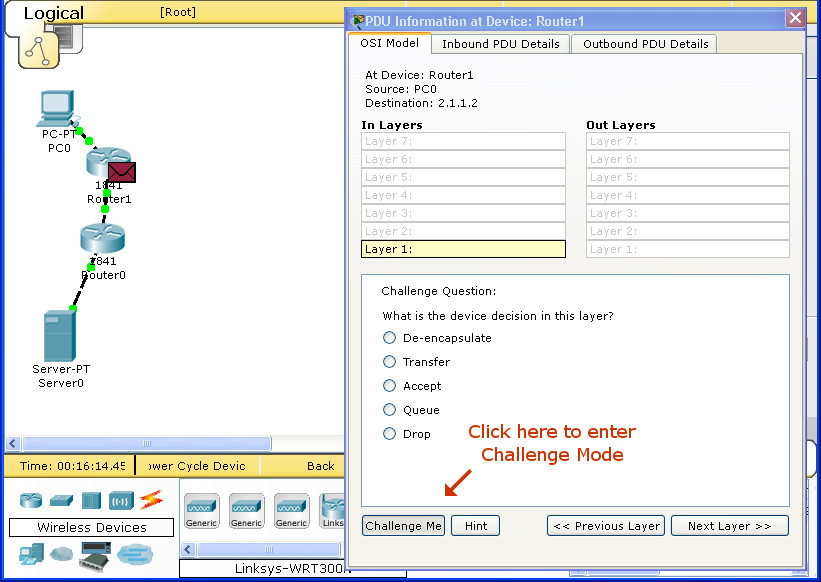 Logical
[Root]
PC-PT
PC0
1841
Router1
1841
Router0
Server-PT
Server0
Time: 00:16:14.45
ower Cycle Devic
Back
Wireless Devices
Generic
Generic
Generic
Links
Linksys-WRT300N
PDU Information at Device: Router1
OSI Model
Inbound PDU Details
Outbound PDU Details
At Device: Router1
Source: PC0
Destination: 2.1.1.2
In Layers
Layer 7:
Layer 6:
Layer 5:
Layer 4:
Layer 3:
Layer 2:
Layer 1:
Out Layers
Layer 7:
Layer 6:
Layer 5:
Layer 4:
Layer 3:
Layer 2:
Layer 1:
Challenge Question:
What is the device decision in this layer?
De-encapsulate
Transfer
Accept
Queue
Drop
Click here to enter
Challenge Mode
Challenge Me
Hint
<< Previous Layer
Next Layer >>